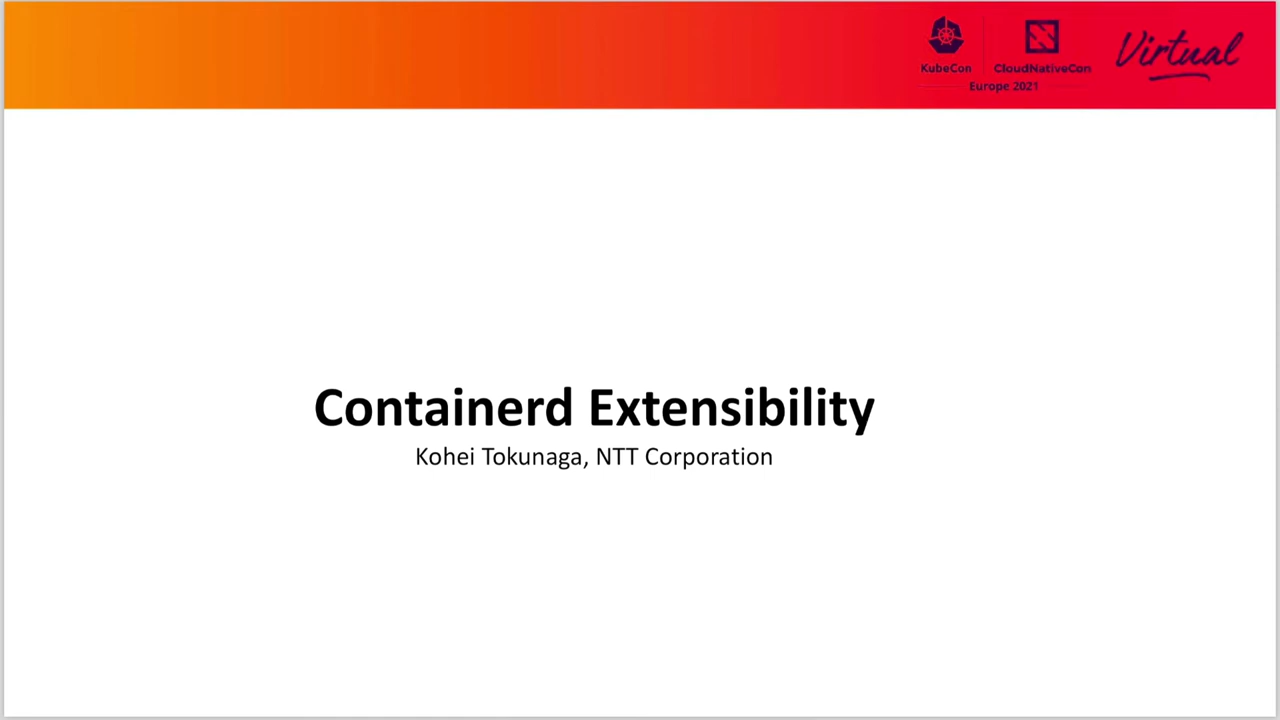 KubeCon
CloudNativeCon
Europe 2021
Virtual
Containerd Extensibility
Kohei Tokunaga, NTT Corporation